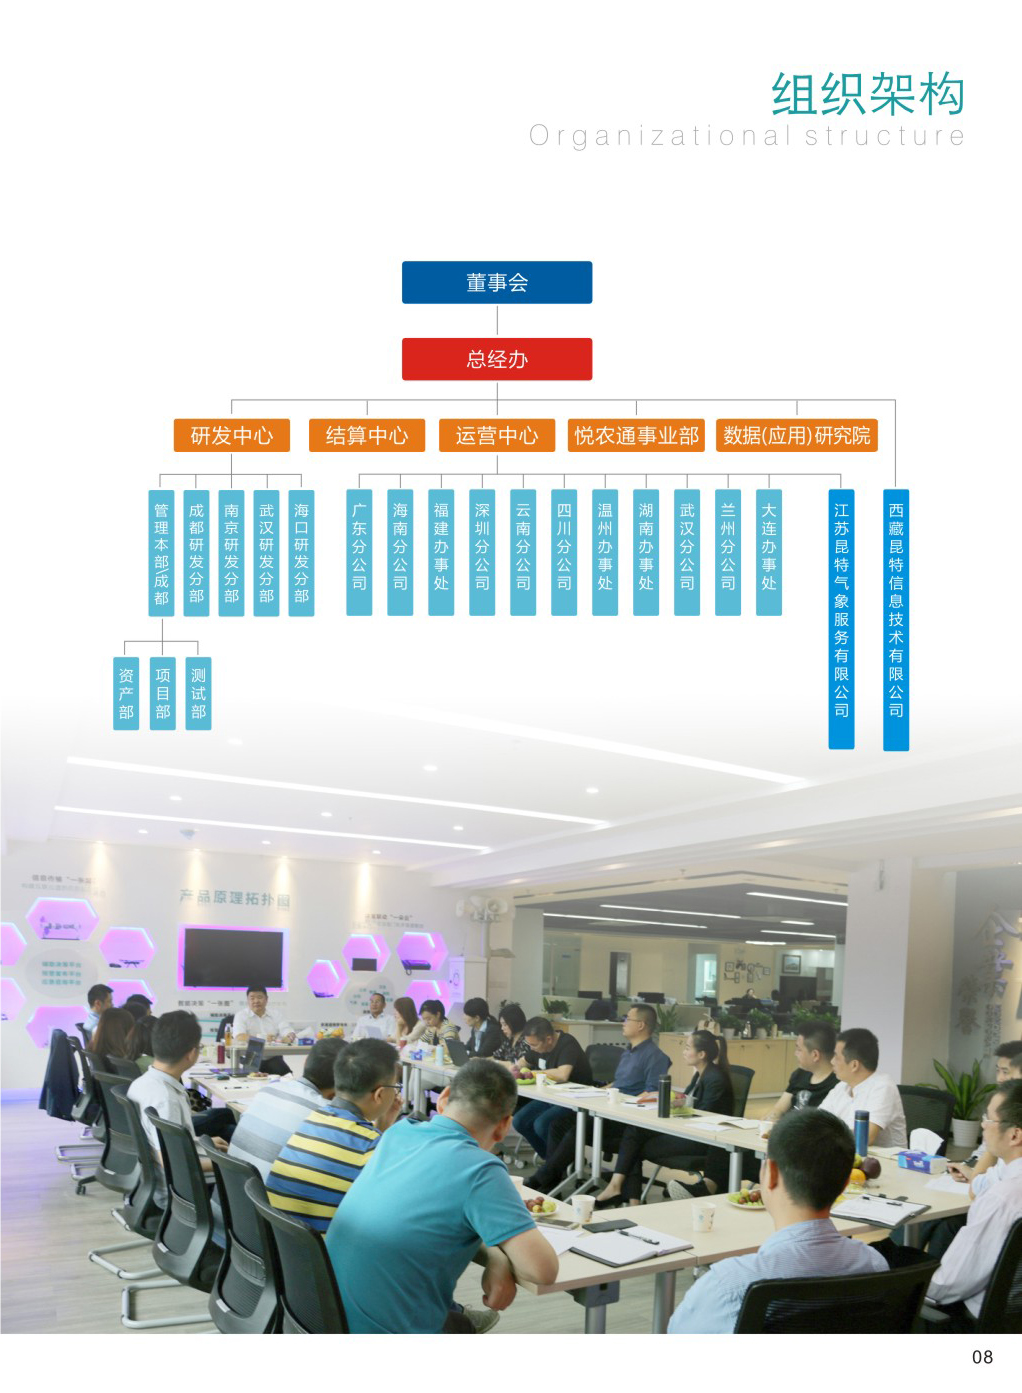 组织架构
Organizational structure
董事会
总经办
研发中心
结算中心
运营中心
悦农通事业部
数据(应用)研究院
管理本部\成都
成都研发分部
南京研发分部
武汉研发分部
海口研发分部
广东分公司
海南分公司
福建办事处
深圳分公司
云南分公司
四川分公司
温州办事处
湖南办事处
武汉分公司
兰州分公司
大连办事处
江苏昆特气象服务有限公司
西藏昆特信息技术有限公司
资产部
项目部
测试部
产品原理拓扑图
数据决策“一张图”
08